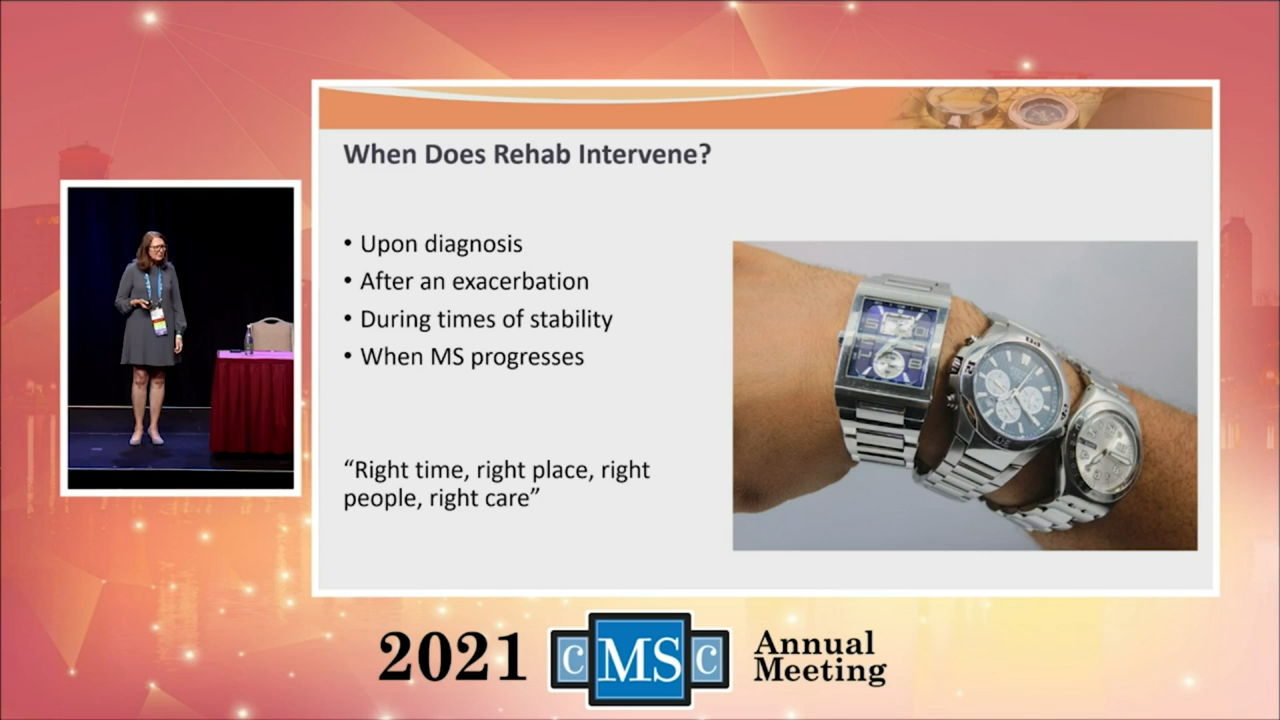 When Does Rehab Intervene?
• Upon diagnosis
• After an exacerbation
• During times of stability
• When MS progresses
“Right time, right place, right
people, right care”
2021 CMSC Annual
Meeting